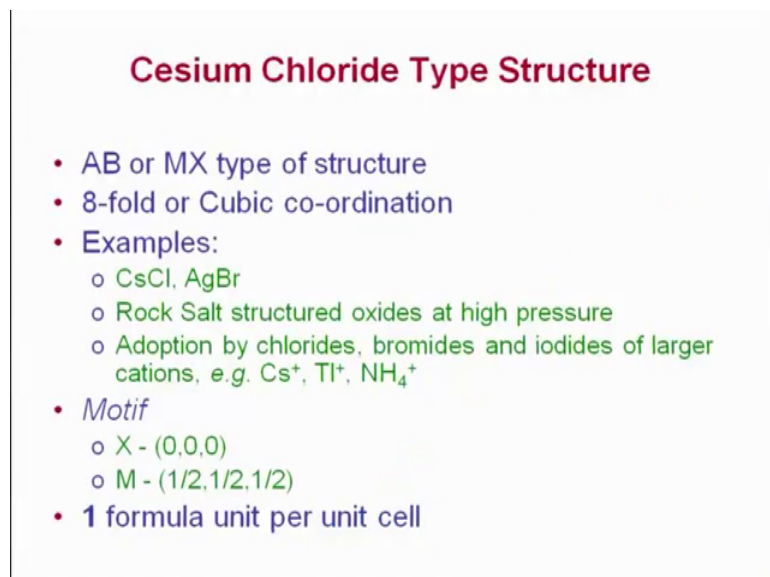 Cesium Chloride Type Structure
• AB or MX type of structure
• 8-fold or Cubic co-ordination
• Examples:
o CsCl, AgBr
o Rock Salt structured oxides at high pressure
o Adoption by chlorides, bromides and iodides of larger
cations, e.g. Cs⁺, Tl⁺, NH₄⁺
• Motif
o X - (0,0,0)
o M - (1/2,1/2,1/2)
• 1 formula unit per unit cell